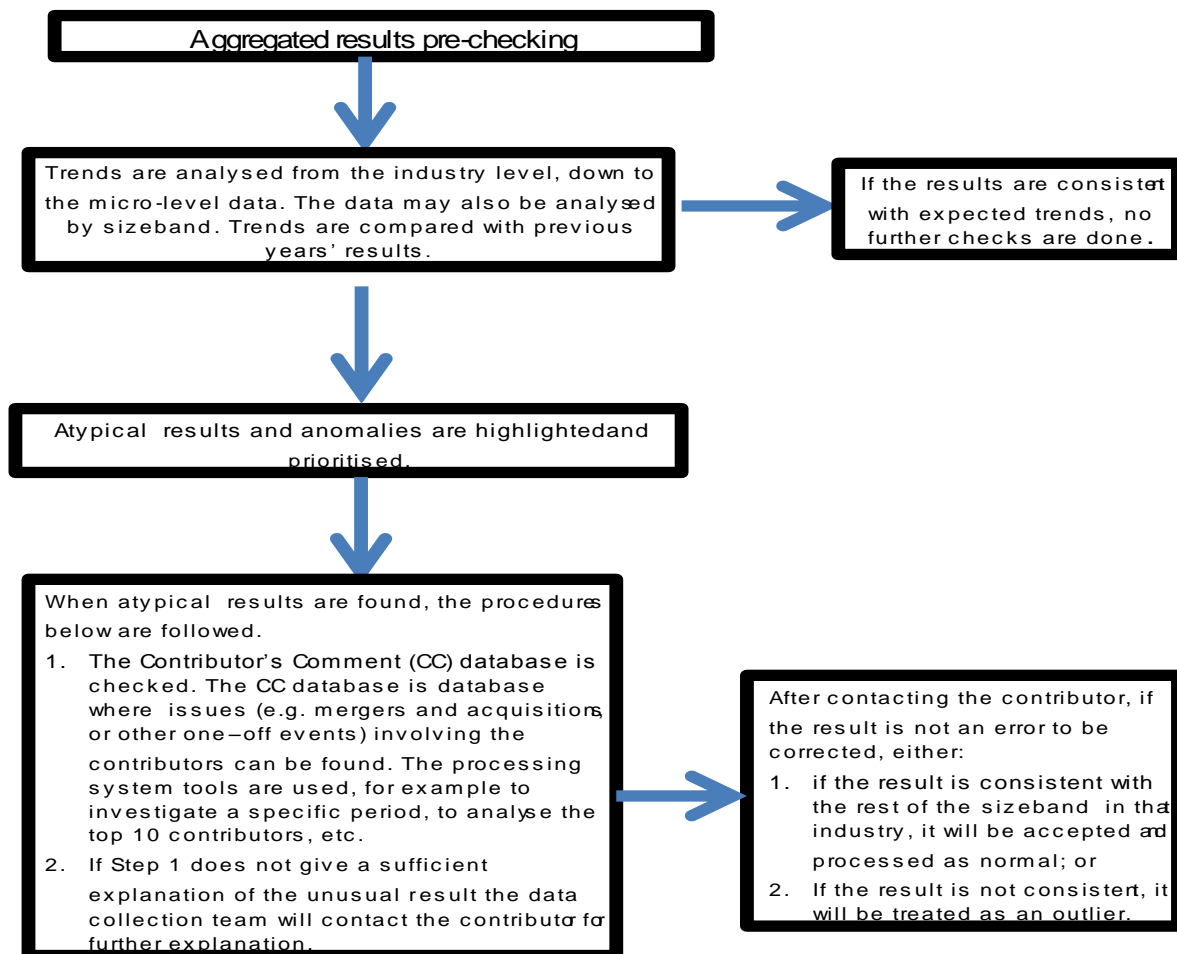 Aggregated results pre-checking
Trends are analysed from the industry level, down to
the micro-level data. The data may also be analysed
by sizeband. Trends are compared with previous
years' results.
If the results are consistent
with expected trends, no
further checks are done.
Atypical results and anomalies are highlightedand
prioritised.
When atypical results are found, the procedures
below are followed.
1. The Contributor's Comment (CC) database is
checked. The CC database is database
where issues (e.g. mergers and acquisitions,
or other one–off events) involving the
contributors can be found. The processing
system tools are used, for example to
investigate a specific period, to analyse the
top 10 contributors, etc.
2. If Step 1 does not give a sufficient
explanation of the unusual result the data
collection team will contact the contributor for
further explanation.
After contacting the contributor, if
the result is not an error to be
corrected, either:
1. if the result is consistent with
the rest of the sizeband in that
industry, it will be accepted and
processed as normal; or
2. If the result is not consistent, it
will be treated as an outlier.